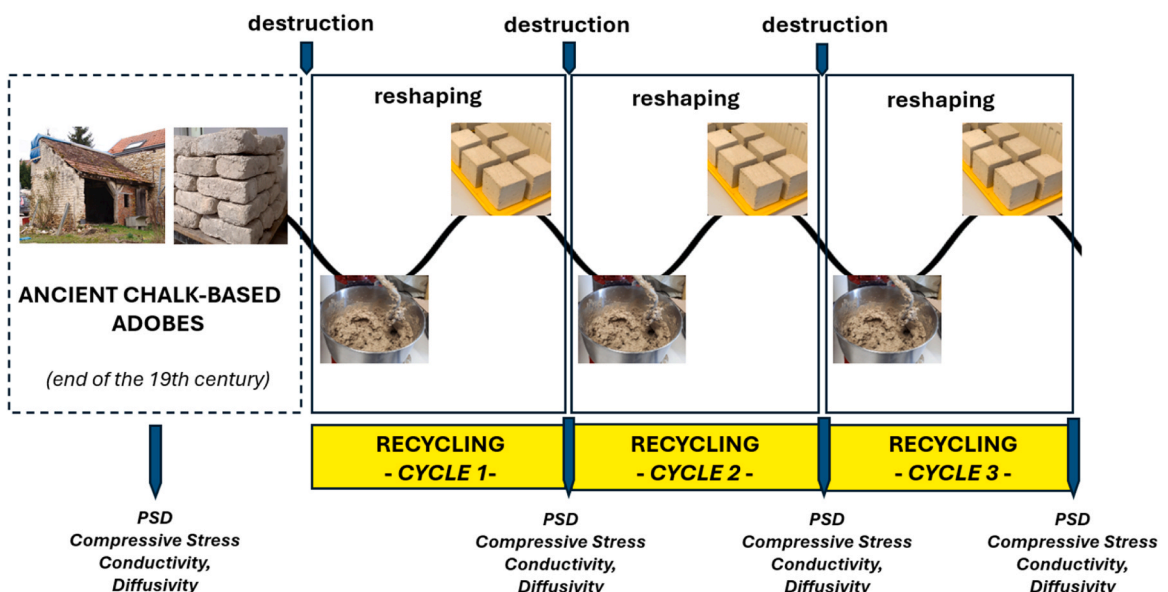 destruction
destruction
destruction
reshaping
reshaping
reshaping
ANCIENT CHALK-BASED
ADOBES
(end of the 19th century)
RECYCLING
- CYCLE 1-
RECYCLING
- CYCLE 2 -
RECYCLING
- CYCLE 3 -
PSD
Compressive Stress
Conductivity,
Diffusivity
PSD
Compressive Stress
Conductivity,
Diffusivity
PSD
Compressive Stress
Conductivity,
Diffusivity
PSD
Compressive Stress
Conductivity,
Diffusivity